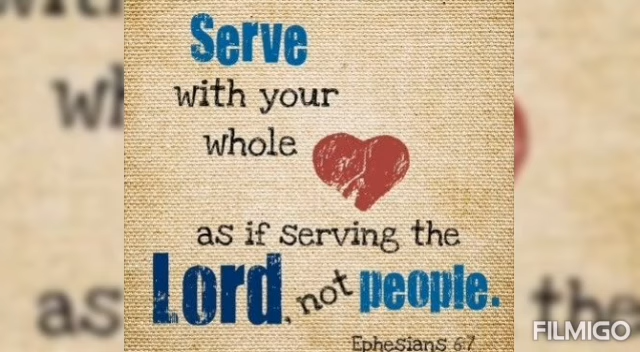 Serve
with your
whole
as if serving the
Lord, not people.
Ephesians 6:7
FILMIGO